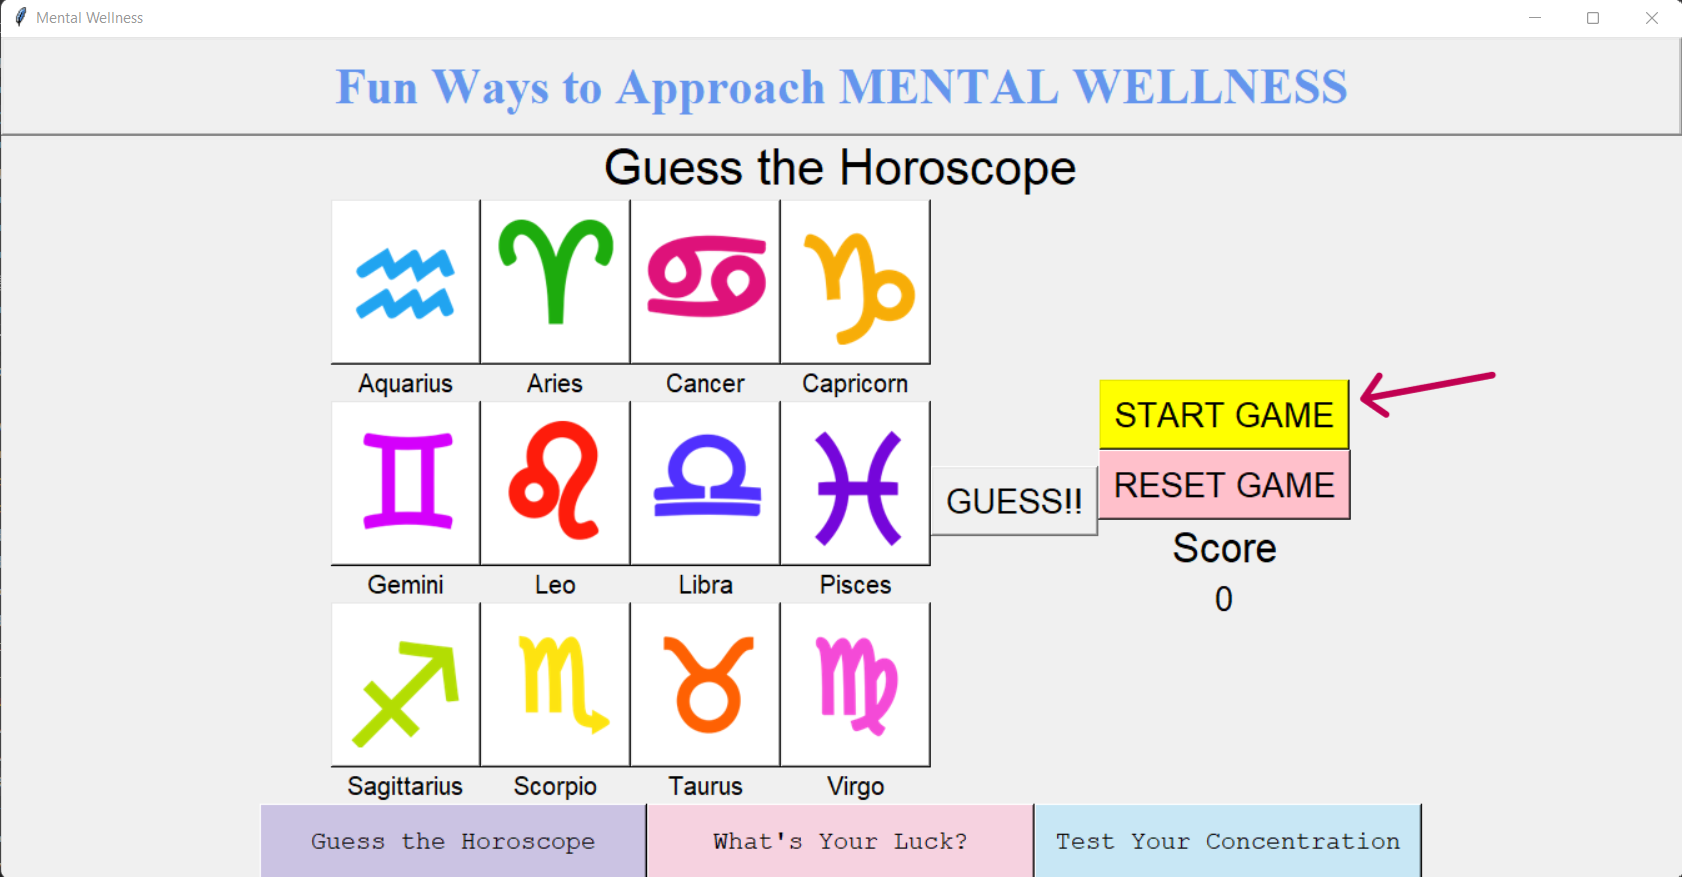 Mental Wellness
Fun Ways to Approach MENTAL WELLNESS
Guess the Horoscope
Aquarius Aries Cancer Capricorn
START GAME
Gemini Leo Libra Pisces
GUESS!!
RESET GAME
Score
0
Sagittarius Scorpio Taurus Virgo
Guess the Horoscope What's Your Luck? Test Your Concentration